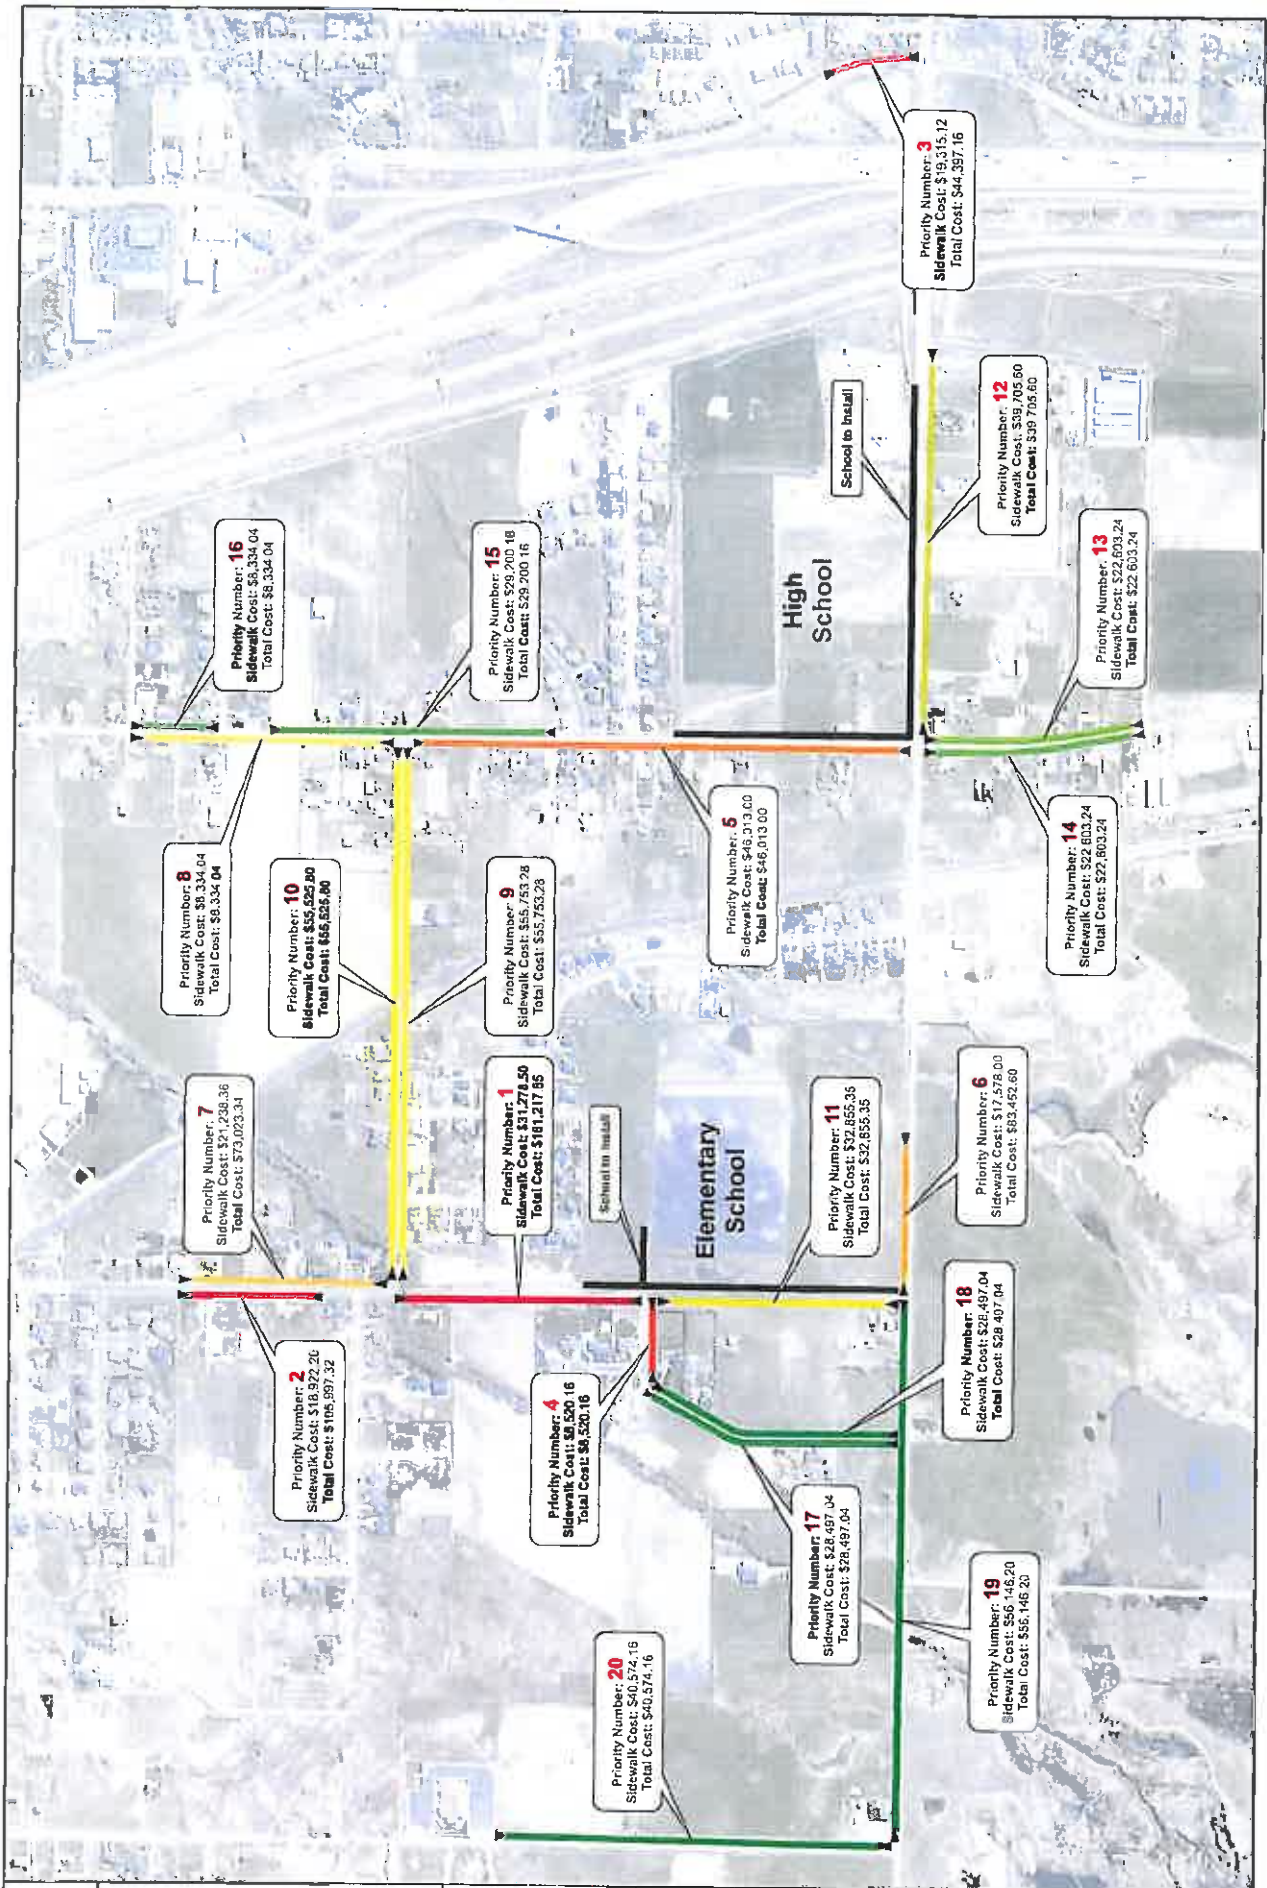 Priority Number: 3
Sidewalk Cost: $19,315.12
Total Cost: $44,397.16
School to Install
Priority Number: 12
Sidewalk Cost: $39,705.60
Total Cost: $39 705.60
High
School
Priority Number: 13
Sidewalk Cost: $22,603.24
Total Cost: $22 603.24
Priority Number: 16
Sidewalk Cost: $8,334.04
Total Cost: $8,334 04
Priority Number: 15
Sidewalk Cost: $29,200 16
Total Cost: $29,200 16
Priority Number: 8
Sidewalk Cost: $8,334.04
Total Cost: $8,334 04
Priority Number: 10
Sidewalk Cost: $55,525.80
Total Cost: $55,525.80
Priority Number: 9
Sidewalk Cost: $55,753.28
Total Cost: $55,753.28
Priority Number: 5
Sidewalk Cost: $46,013.00
Total Cost: $46,013 00
Priority Number: 14
Sidewalk Cost: $22 603.24
Total Cost: $22,603.24
Priority Number: 7
Sidewalk Cost: $21,238.36
Total Cost: $73,023.34
Priority Number: 1
Sidewalk Cost: $31,278.50
Total Cost: $181,217.85
School to Install
Elementary
School
Priority Number: 11
Sidewalk Cost: $32,855.35
Total Cost: $32,855.35
Priority Number: 6
Sidewalk Cost: $17,578.00
Total Cost: $83,452.60
Priority Number: 2
Sidewalk Cost: $18,922.20
Total Cost: $105,997.32
Priority Number: 4
Sidewalk Cost: $8,520.16
Total Cost: $8,520.16
Priority Number: 18
Sidewalk Cost: $28,497.04
Total Cost: $28 497.04
Priority Number: 17
Sidewalk Cost: $28,497.04
Total Cost: $28,497.04
Priority Number: 19
Sidewalk Cost: $56 146.20
Total Cost: $56,146 20
Priority Number: 20
Sidewalk Cost: $40,574.16
Total Cost: $40,574.16